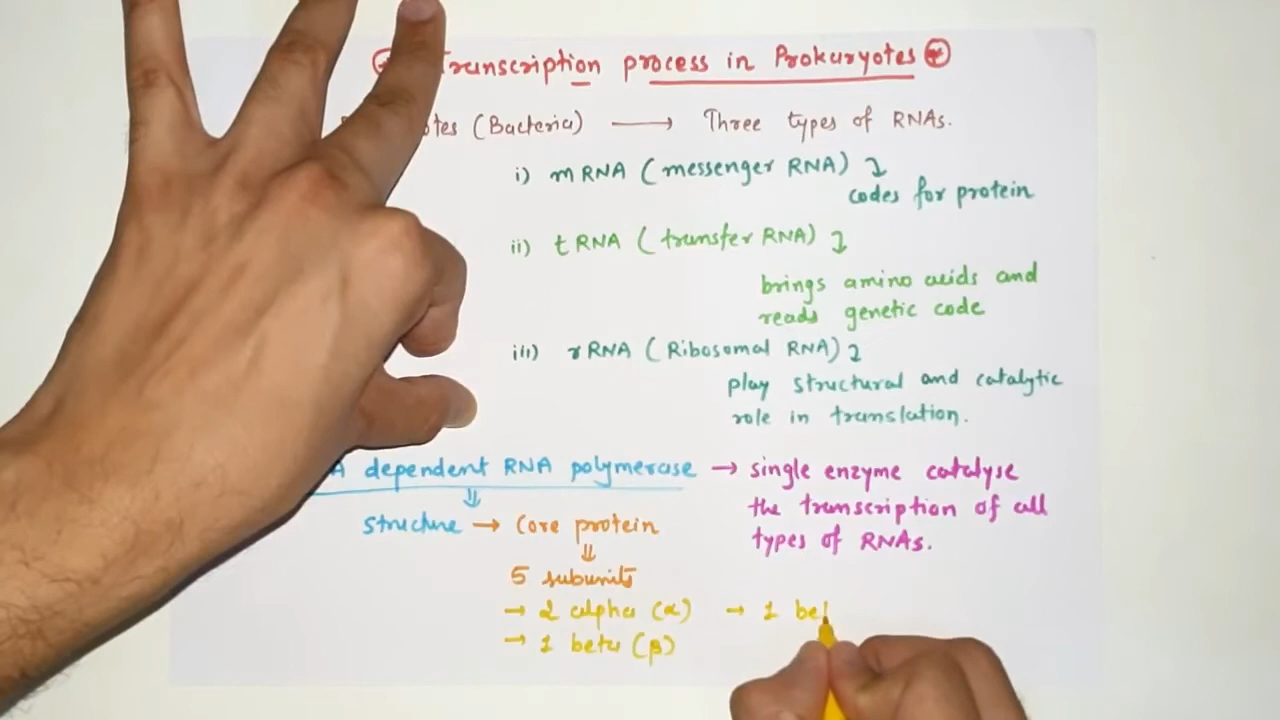 Transcription process in Prokaryotes
(Bacteria) → Three types of RNAs.
i) mRNA (messenger RNA)
codes for protein
ii) tRNA (transfer RNA)
brings amino acids and
reads genetic code
iii) rRNA (Ribosomal RNA)
play structural and catalytic
role in translation.
dependent RNA polymerase → single enzyme catalyse
the transcription of all
types of RNAs.
structure → Core protein
5 subunits
→ 2 alpha (α) → 1 bet
→ 1 beta (β)